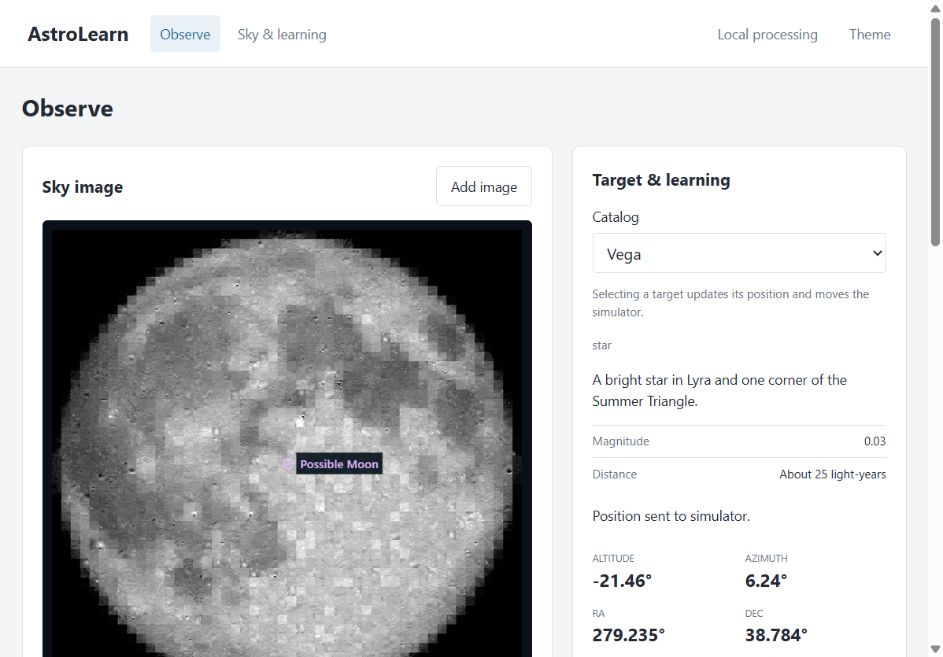 AstroLearn
Observe
Sky & learning
Local processing
Theme
Observe
Sky image
Add image
Possible Moon
Target & learning
Catalog
Vega
Selecting a target updates its position and moves the
simulator.
star
A bright star in Lyra and one corner of the
Summer Triangle.
Magnitude 0.03
Distance About 25 light-years
Position sent to simulator.
ALTITUDE AZIMUTH
-21.46° 6.24°
RA DEC
279.235° 38.784°